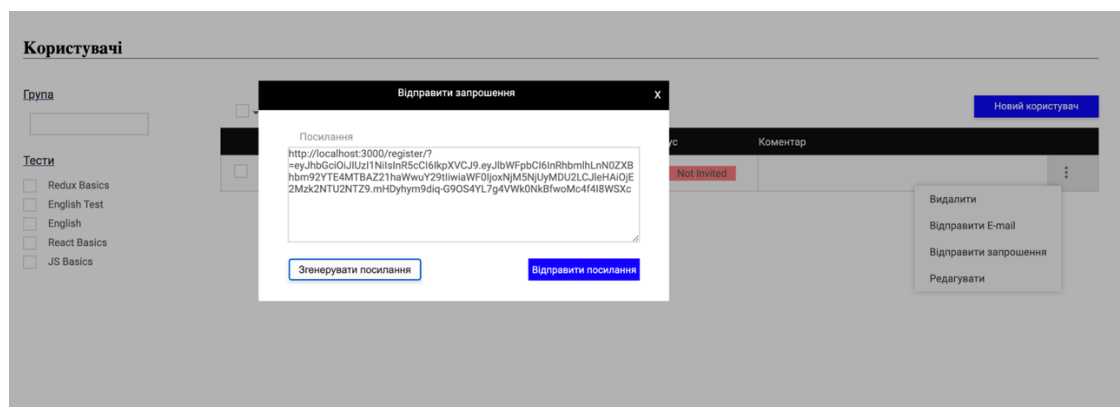 Користувачі
Група
Тести
Redux Basics
English Test
English
React Basics
JS Basics
Відправити запрошення
X
Посилання
http://localhost:3000/register/?
=eyJhbGciOiJIUzI1NiIsInR5cCI6IkpXVCJ9.eyJlbWFpbCI6InRhbmlhLnN0ZXB
hbm92YTE4MTBAZ21haWwuY29tIiwiaWF0IjoxNjM5NjUyMDU2LCJleHAiOjE
2Mzk2NTU2NTZ9.mHDyhym9diq-G9OS4YL7g4VWk0NkBfwoMc4f4I8WSXc
Згенерувати посилання
Відправити посилання
Новий користувач
ус
Коментар
Not Invited
Видалити
Відправити E-mail
Відправити запрошення
Редагувати